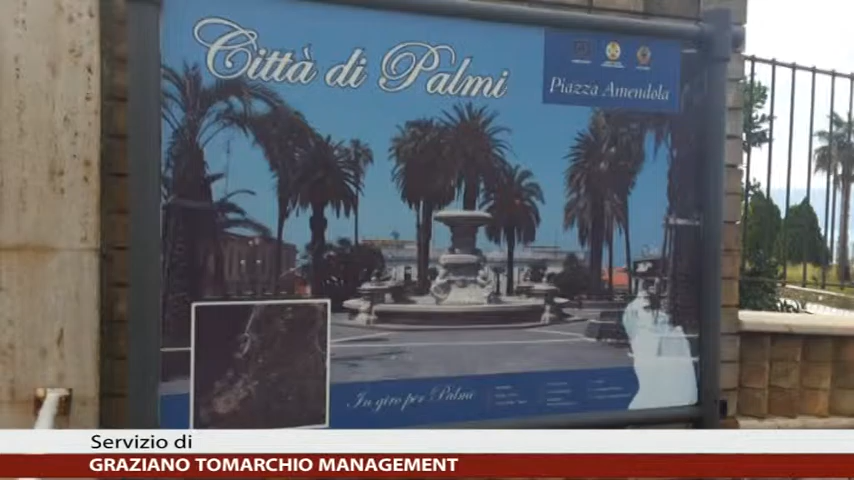 Città di Palmi
Piazza Amendola
In giro per Palmi
Servizio di
GRAZIANO TOMARCHIO MANAGEMENT